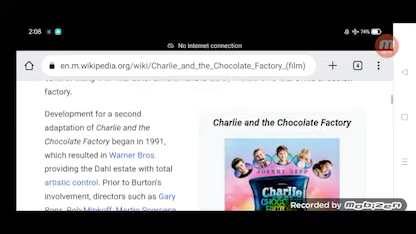 2:08
74%
No internet connection
en.m.wikipedia.org/wiki/Charlie_and_the_Chocolate_Factory_(film)
4
factory.
Development for a second
adaptation of Charlie and the
Chocolate Factory began in 1991,
which resulted in Warner Bros.
providing the Dahl estate with total
artistic control. Prior to Burton's
involvement, directors such as Gary
Charlie and the Chocolate Factory
JOHNNY DEPP
Charlie
Recorded by mobizen